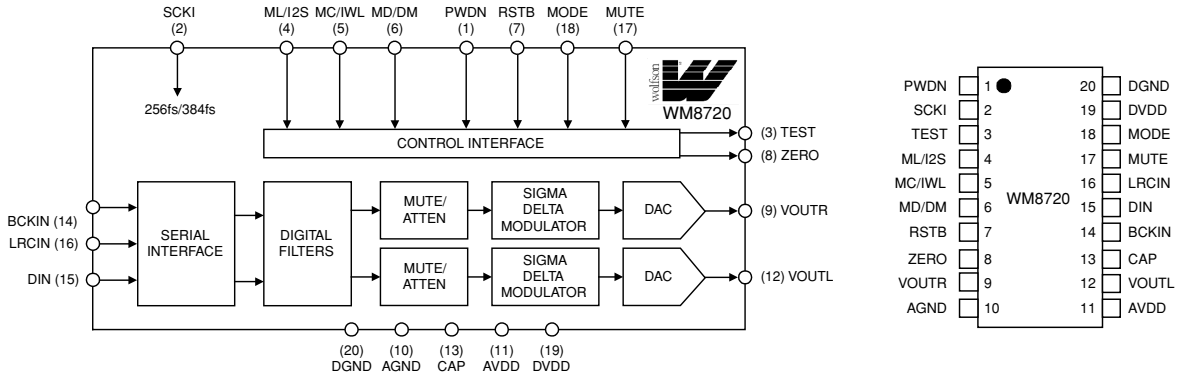 SCKI
(2)
ML/I2S
(4)
MC/IWL
(5)
MD/DM
(6)
PWDN
(1)
RSTB
(7)
MODE
(18)
MUTE
(17)
256fs/384fs
wolfson
WM8720
CONTROL INTERFACE
(3) TEST
(8) ZERO
BCKIN (14)
LRCIN (16)
DIN (15)
SERIAL
INTERFACE
DIGITAL
FILTERS
MUTE/
ATTEN
SIGMA
DELTA
MODULATOR
DAC
(9) VOUTR
MUTE/
ATTEN
SIGMA
DELTA
MODULATOR
DAC
(12) VOUTL
(20)
DGND
(10)
AGND
(13)
CAP
(11)
AVDD
(19)
DVDD
PWDN 1 20 DGND
SCKI 2 19 DVDD
TEST 3 18 MODE
ML/I2S 4 17 MUTE
MC/IWL 5 16 LRCIN
WM8720
MD/DM 6 15 DIN
RSTB 7 14 BCKIN
ZERO 8 13 CAP
VOUTR 9 12 VOUTL
AGND 10 11 AVDD